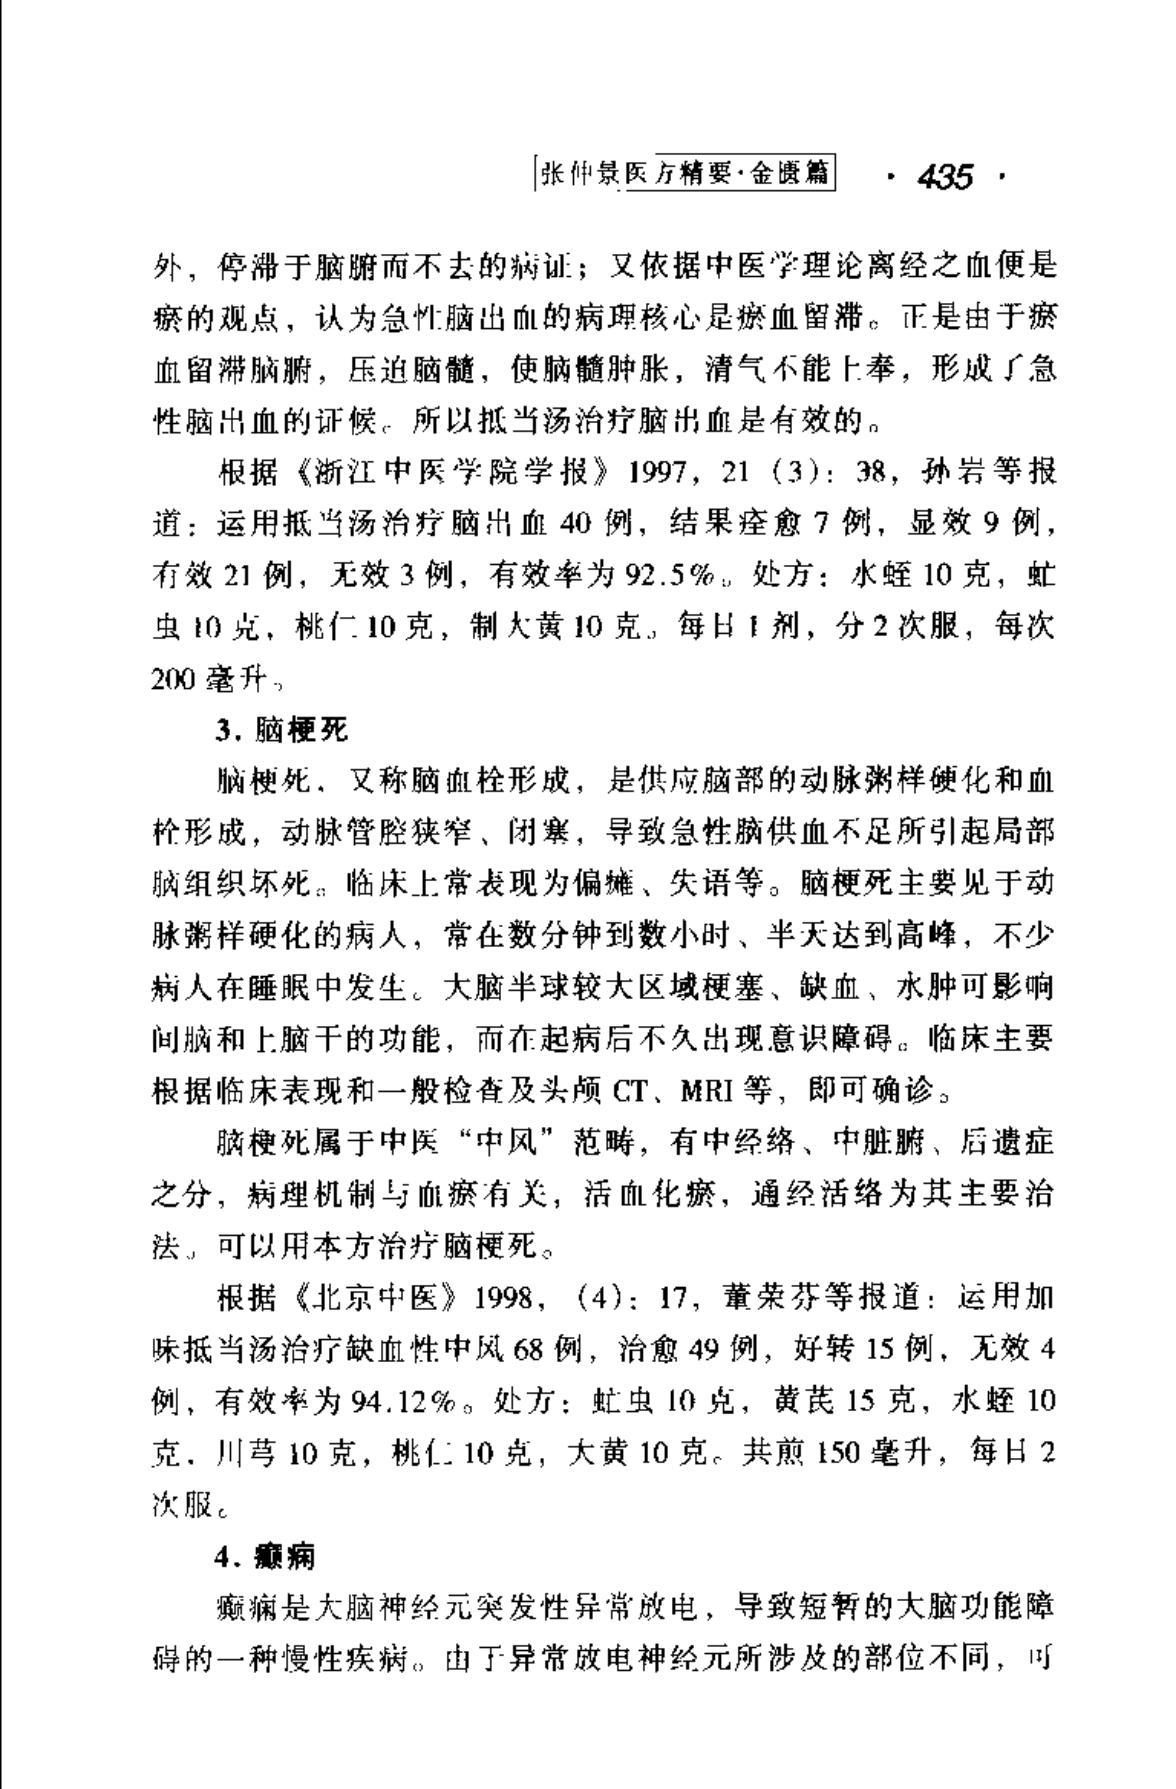 张仲景医方精要·金匮篇 · 435 ·
外，停滞于脑腑而不去的病证；又依据中医学理论离经之血便是
瘀的观点，认为急性脑出血的病理核心是瘀血留滞。正是由于瘀
血留滞脑腑，压迫脑髓，使脑髓肿胀，清气不能上奉，形成了急
性脑出血的证候。所以抵当汤治疗脑出血是有效的。
根据《浙江中医学院学报》1997，21（3）：38，孙岩等报
道：运用抵当汤治疗脑出血 40 例，结果痊愈 7 例，显效 9 例，
有效 21 例，无效 3 例，有效率为 92.5%。处方：水蛭 10 克，虻
虫 10 克，桃仁 10 克，制大黄 10 克。每日 1 剂，分 2 次服，每次
200 毫升。
3. 脑梗死
脑梗死，又称脑血栓形成，是供应脑部的动脉粥样硬化和血
栓形成，动脉管腔狭窄、闭塞，导致急性脑供血不足所引起局部
脑组织坏死。临床上常表现为偏瘫、失语等。脑梗死主要见于动
脉粥样硬化的病人，常在数分钟到数小时、半天达到高峰，不少
病人在睡眠中发生。大脑半球较大区域梗塞、缺血、水肿可影响
间脑和上脑干的功能，而在起病后不久出现意识障碍。临床主要
根据临床表现和一般检查及头颅 CT、MRI 等，即可确诊。
脑梗死属于中医“中风”范畴，有中经络、中脏腑、后遗症
之分，病理机制与血瘀有关，活血化瘀，通经活络为其主要治
法。可以用本方治疗脑梗死。
根据《北京中医》1998，（4）：17，董荣芬等报道：运用加
味抵当汤治疗缺血性中风 68 例，治愈 49 例，好转 15 例，无效 4
例，有效率为 94.12%。处方：虻虫 10 克，黄芪 15 克，水蛭 10
克，川芎 10 克，桃仁 10 克，大黄 10 克。共煎 150 毫升，每日 2
次服。
4. 癫痫
癫痫是大脑神经元突发性异常放电，导致短暂的大脑功能障
碍的一种慢性疾病。由于异常放电神经元所涉及的部位不同，可